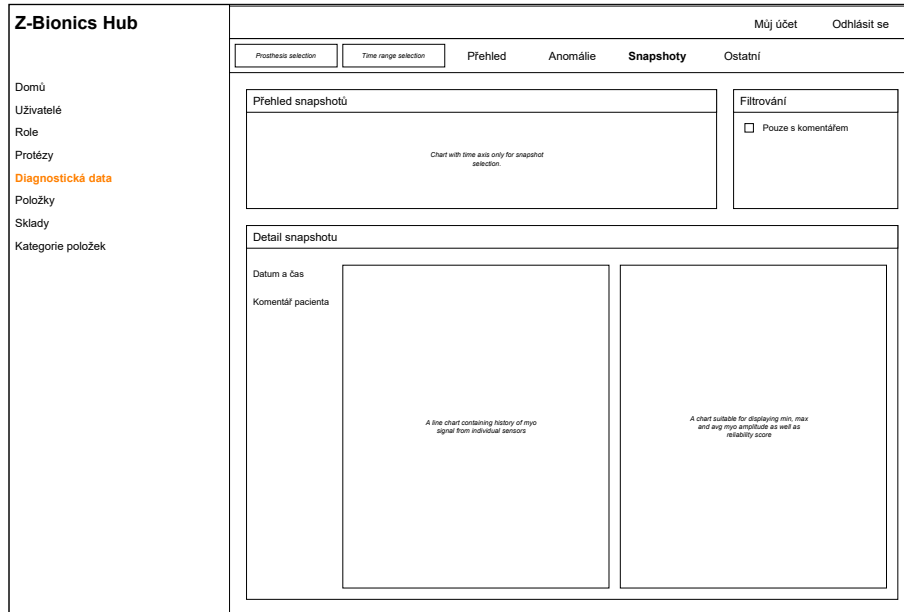 Z-Bionics Hub
Můj účet
Odhlásit se
Prosthesis selection
Time range selection
Přehled
Anomálie
Snapshoty
Ostatní
Domů
Uživatelé
Role
Protézy
Diagnostická data
Položky
Sklady
Kategorie položek
Přehled snapshotů
Chart with time axis only for snapshot
selection.
Filtrování
Pouze s komentářem
Detail snapshotu
Datum a čas
Komentář pacienta
A line chart containing history of myo
signal from individual sensors
A chart suitable for displaying min, max
and avg myo amplitude as well as
reliability score